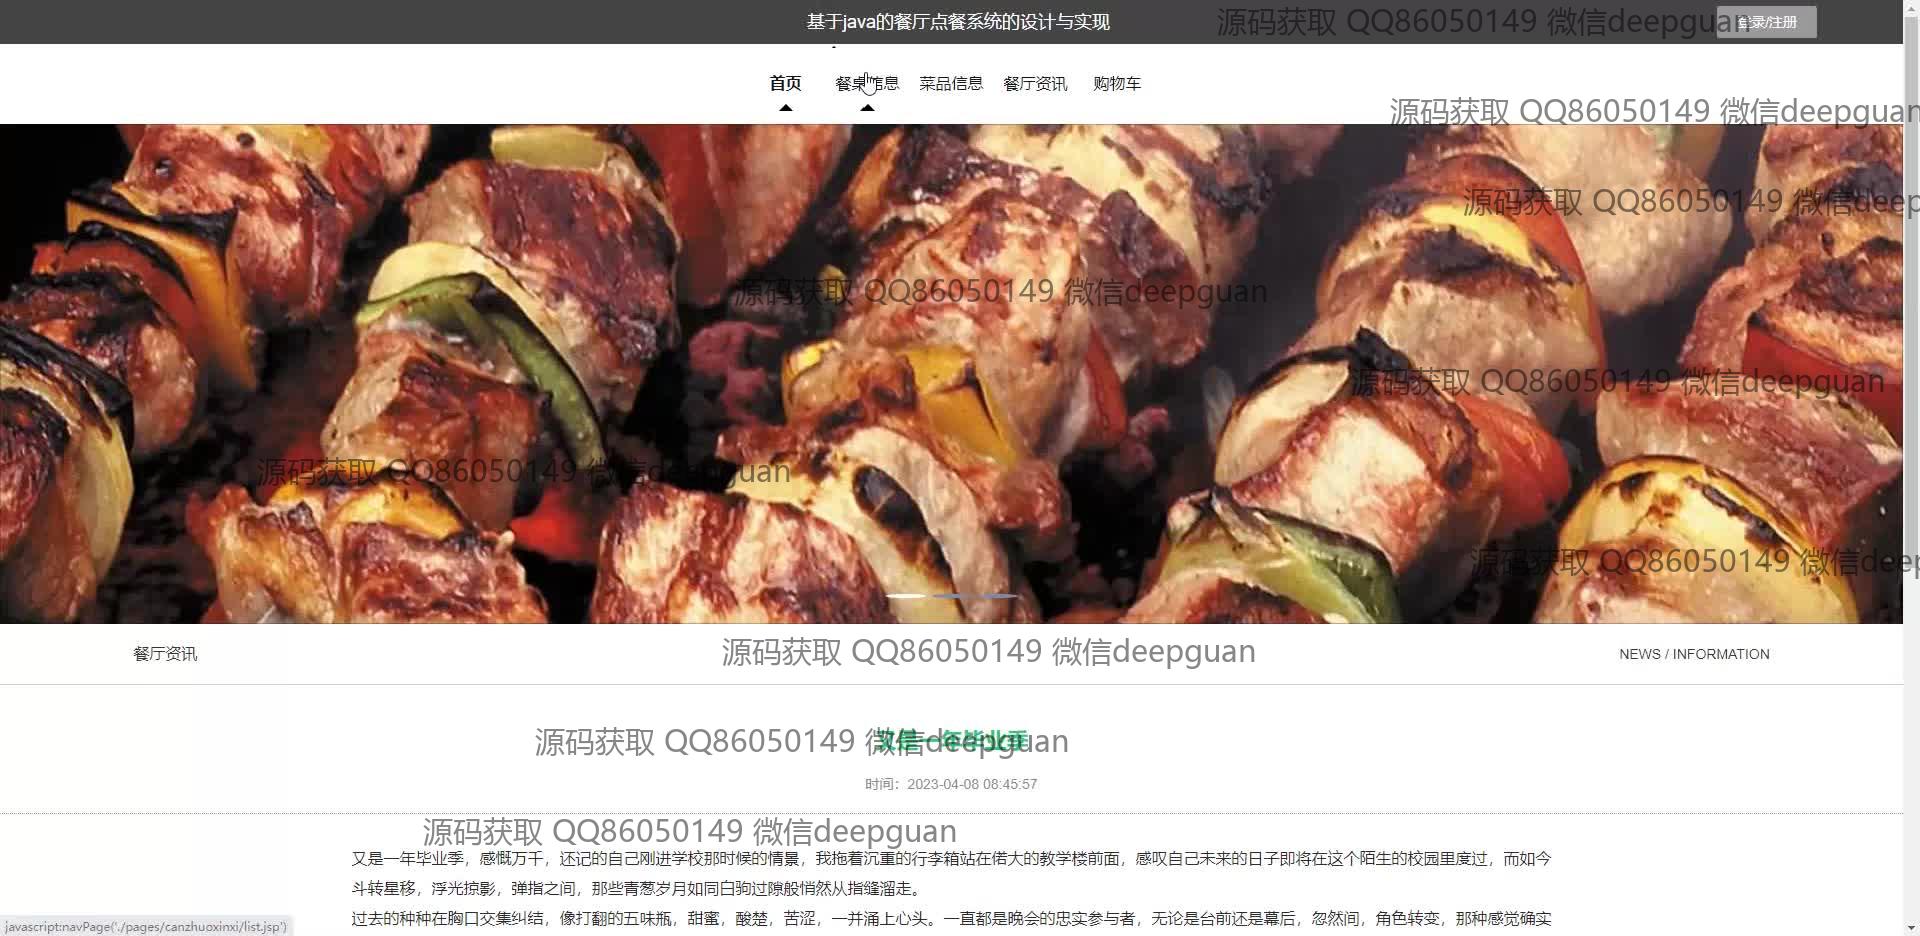 基于java的餐厅点餐系统的设计与实现
源码获取 QQ86050149 微信deepguan
登录/注册
首页 餐桌信息 菜品信息 餐厅资讯 购物车
源码获取 QQ86050149 微信deepguan
源码获取 QQ86050149 微信deep
源码获取 QQ86050149 微信deepguan
源码获取 QQ86050149 微信deepguan
源码获取 QQ86050149 微信deepguan
源码获取 QQ86050149 微信deep
餐厅资讯
源码获取 QQ86050149 微信deepguan
NEWS / INFORMATION
源码获取 QQ86050149 微信deepguan
又是一年毕业季
时间：2023-04-08 08:45:57
源码获取 QQ86050149 微信deepguan
又是一年毕业季，感慨万千，还记的自己刚进学校那时候的情景，我拖着沉重的行李箱站在偌大的教学楼前面，感叹自己未来的日子即将在这个陌生的校园里度过，而如今
斗转星移，浮光掠影，弹指之间，那些青葱岁月如同白驹过隙般悄然从指缝溜走。
过去的种种在胸口交集纠结，像打翻的五味瓶，甜蜜，酸楚，苦涩，一并涌上心头。一直都是晚会的忠实参与者，无论是台前还是幕后，忽然间，角色转变，那种感觉确实
javascript:navPage('./pages/canzhuoxinxi/list.jsp')